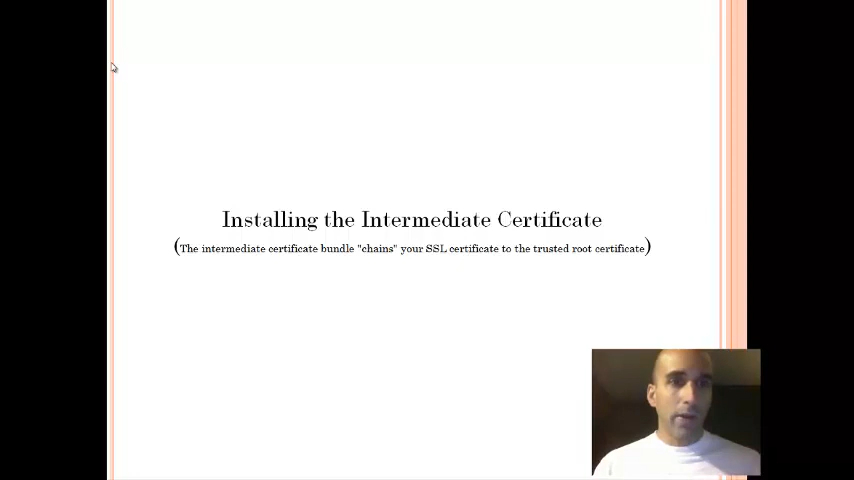 Installing the Intermediate Certificate
(The intermediate certificate bundle "chains" your SSL certificate to the trusted root certificate)